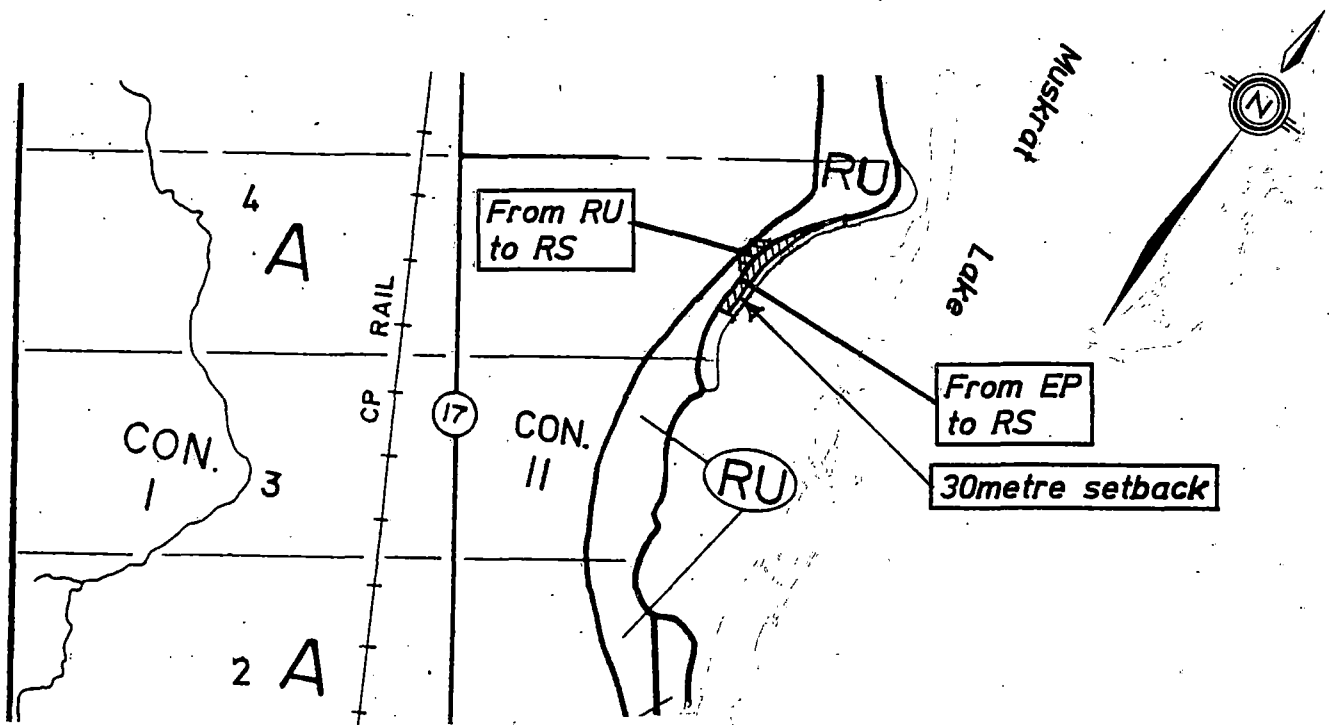 Muskrat
Lake
N
4
A
RU
From RU
to RS
CP RAIL
17
CON.
I
3
CON.
II
RU
From EP
to RS
30metre setback
2
A